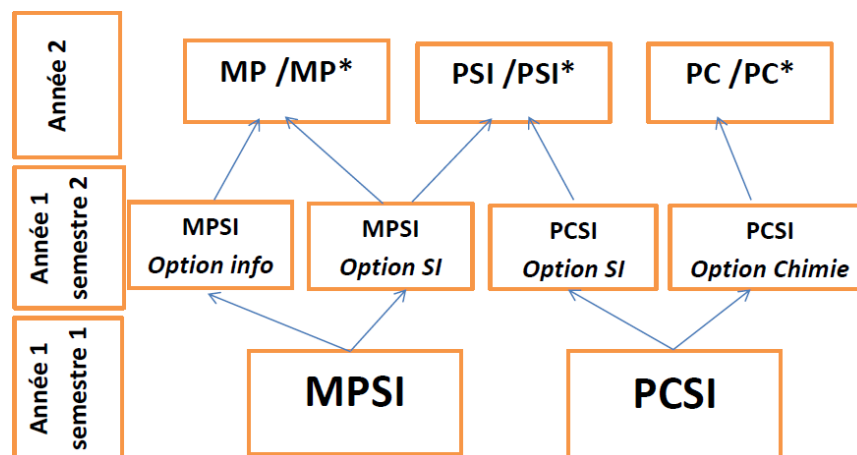 Année 2
MP /MP*
PSI /PSI*
PC /PC*
Année 1
semestre 2
MPSI
Option info
MPSI
Option SI
PCSI
Option SI
PCSI
Option Chimie
Année 1
semestre 1
MPSI
PCSI